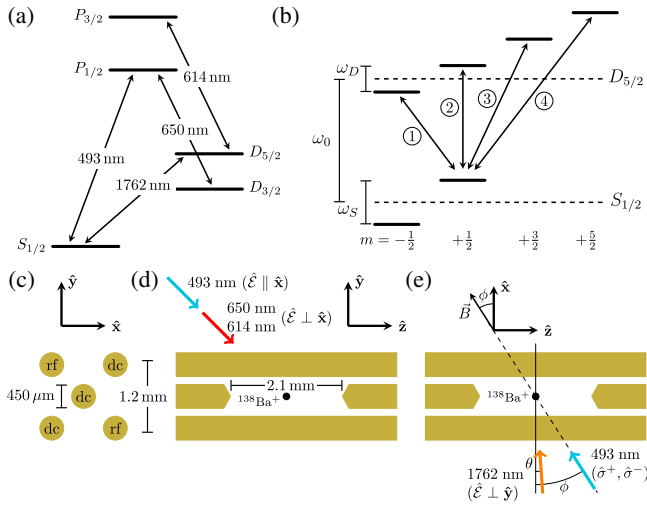 (a)
P₃/₂
P₁/₂
614 nm
650 nm
493 nm
1762 nm
D₅/₂
D₃/₂
S₁/₂
(b)
ω_D
D₅/₂
① ② ③ ④
ω₀
ω_S
S₁/₂
m = −½ +½ +3/2 +5/2
(c)
ŷ
x̂
rf dc
450 μm
dc
1.2 mm
dc rf
(d)
493 nm (ℰ̂ ∥ x̂)
650 nm
614 nm
(ℰ̂ ⊥ x̂)
ŷ
ẑ
2.1 mm
¹³⁸Ba⁺
(e)
x̂
ϕ
B⃗
ẑ
¹³⁸Ba⁺
θ
ϕ
1762 nm
(ℰ̂ ⊥ ŷ)
493 nm
(σ̂⁺, σ̂⁻)